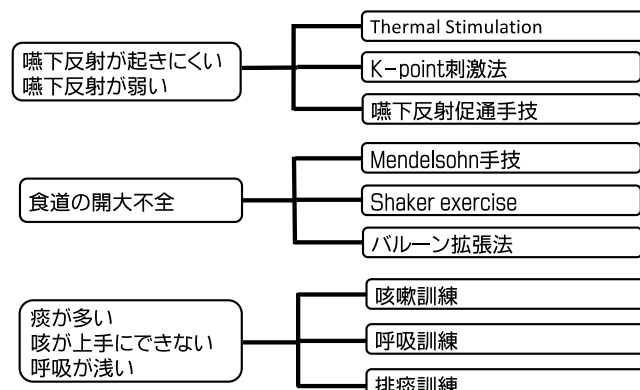 嚥下反射が起きにくい
嚥下反射が弱い
Thermal Stimulation
K-point刺激法
嚥下反射促通手技
食道の開大不全
Mendelsohn手技
Shaker exercise
バルーン拡張法
痰が多い
咳が上手にできない
呼吸が浅い
咳嗽訓練
呼吸訓練
排痰訓練